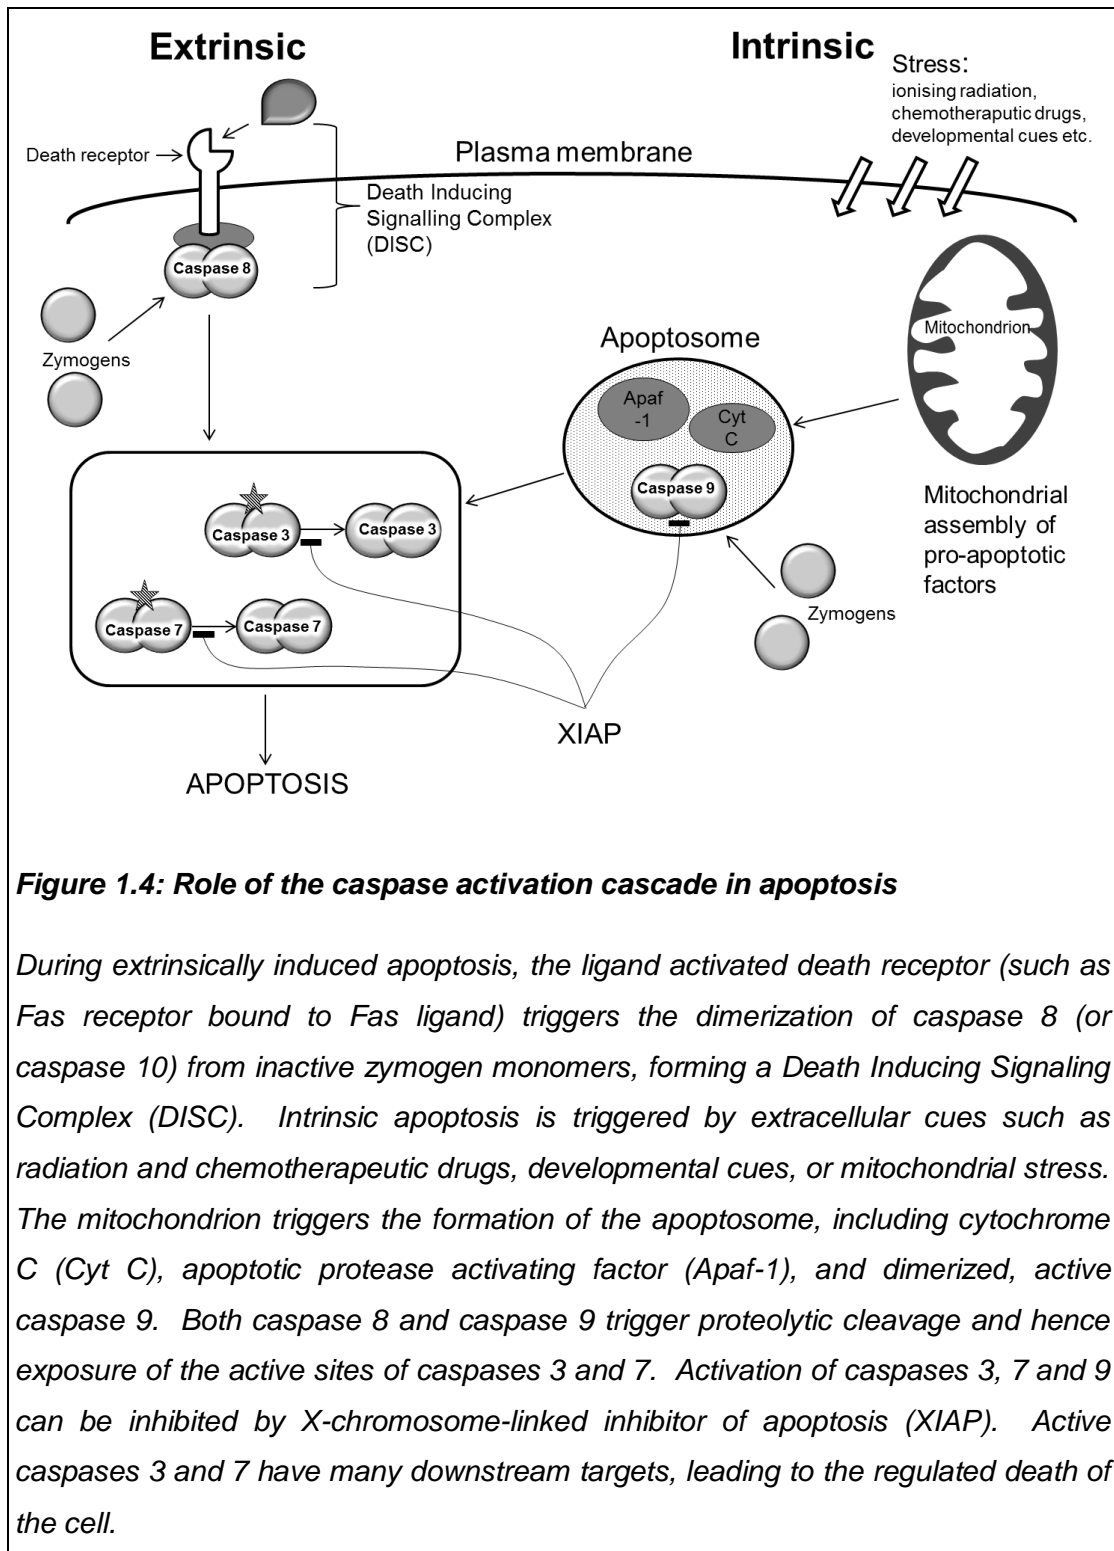 Extrinsic
Intrinsic
Stress:
ionising radiation,
chemotheraputic drugs,
developmental cues etc.
Death receptor
Plasma membrane
Death Inducing
Signalling Complex
(DISC)
Caspase 8
Zymogens
Mitochondrion
Apoptosome
Apaf
-1
Cyt
C
Caspase 9
Mitochondrial
assembly of
pro-apoptotic
factors
Zymogens
Caspase 3
Caspase 3
Caspase 7
Caspase 7
XIAP
APOPTOSIS
Figure 1.4: Role of the caspase activation cascade in apoptosis
During extrinsically induced apoptosis, the ligand activated death receptor (such as
Fas receptor bound to Fas ligand) triggers the dimerization of caspase 8 (or
caspase 10) from inactive zymogen monomers, forming a Death Inducing Signaling
Complex (DISC). Intrinsic apoptosis is triggered by extracellular cues such as
radiation and chemotherapeutic drugs, developmental cues, or mitochondrial stress.
The mitochondrion triggers the formation of the apoptosome, including cytochrome
C (Cyt C), apoptotic protease activating factor (Apaf-1), and dimerized, active
caspase 9. Both caspase 8 and caspase 9 trigger proteolytic cleavage and hence
exposure of the active sites of caspases 3 and 7. Activation of caspases 3, 7 and 9
can be inhibited by X-chromosome-linked inhibitor of apoptosis (XIAP). Active
caspases 3 and 7 have many downstream targets, leading to the regulated death of
the cell.